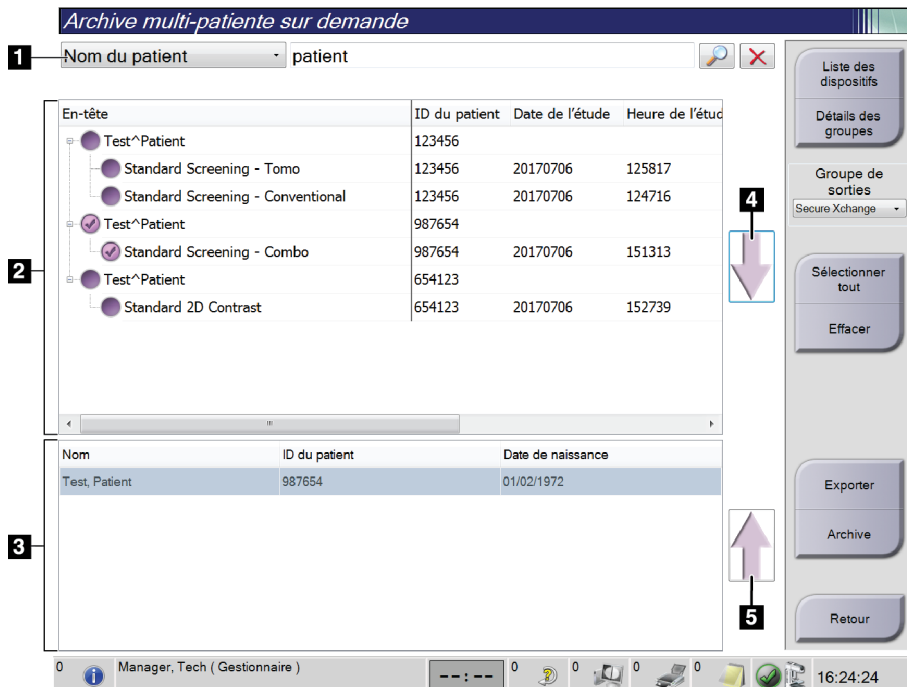 Archive multi-patiente sur demande
1
Nom du patient
patient
Liste des dispositifs
Détails des groupes
Groupe de sorties
Secure Xchange
Sélectionner tout
Effacer
Exporter
Archive
Retour
2
En-tête ID du patient Date de l'étude Heure de l'étud
Test^Patient 123456
Standard Screening - Tomo 123456 20170706 125817
Standard Screening - Conventional 123456 20170706 124716
Test^Patient 987654
Standard Screening - Combo 987654 20170706 151313
Test^Patient 654123
Standard 2D Contrast 654123 20170706 152739
4
3
Nom ID du patient Date de naissance
Test, Patient 987654 01/02/1972
5
0 Manager, Tech ( Gestionnaire ) --:-- 0 0 0 0 16:24:24